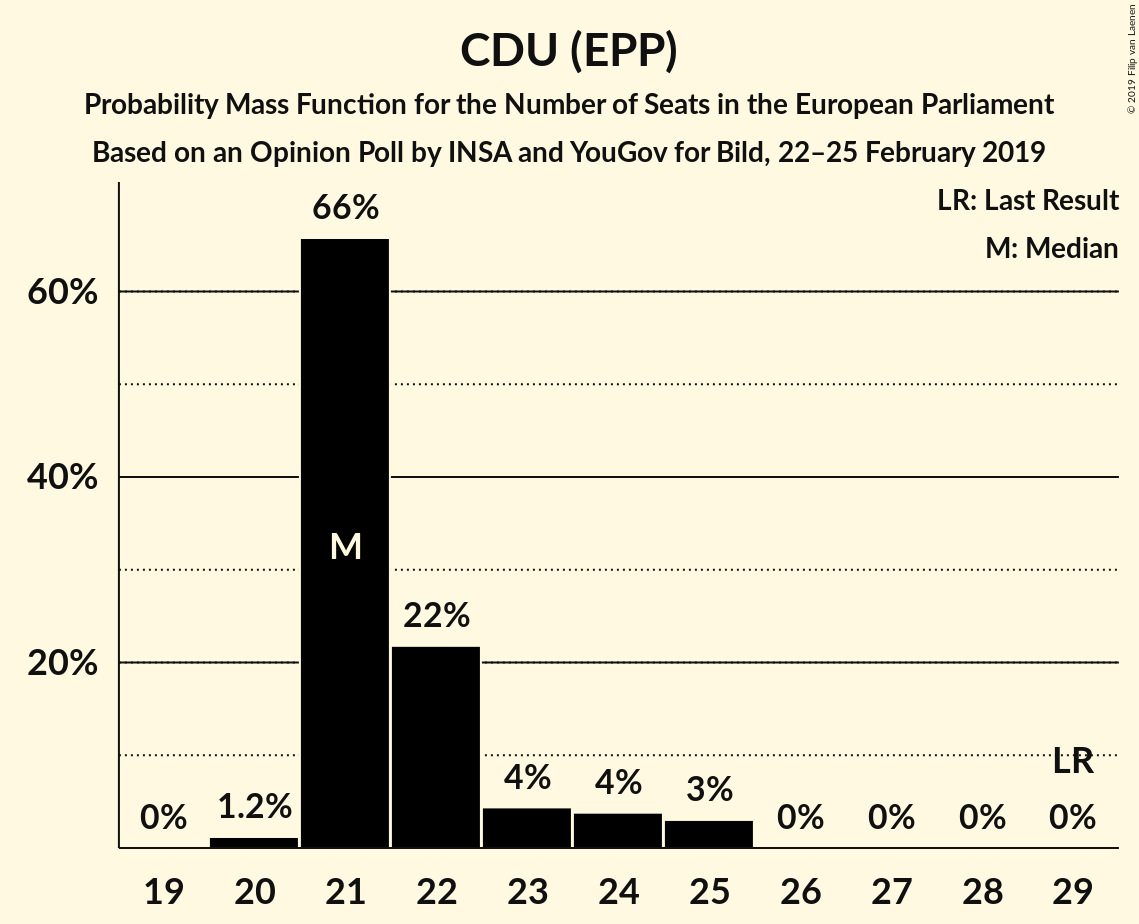 CDU (EPP)
Probability Mass Function for the Number of Seats in the European Parliament
Based on an Opinion Poll by INSA and YouGov for Bild, 22–25 February 2019
© 2019 Filip van Laenen
LR: Last Result
M: Median
66%
60%
40%
M
22%
20%
LR
0%
1.2%
4%
4%
3%
0%
0%
0%
0%
19 20 21 22 23 24 25 26 27 28 29